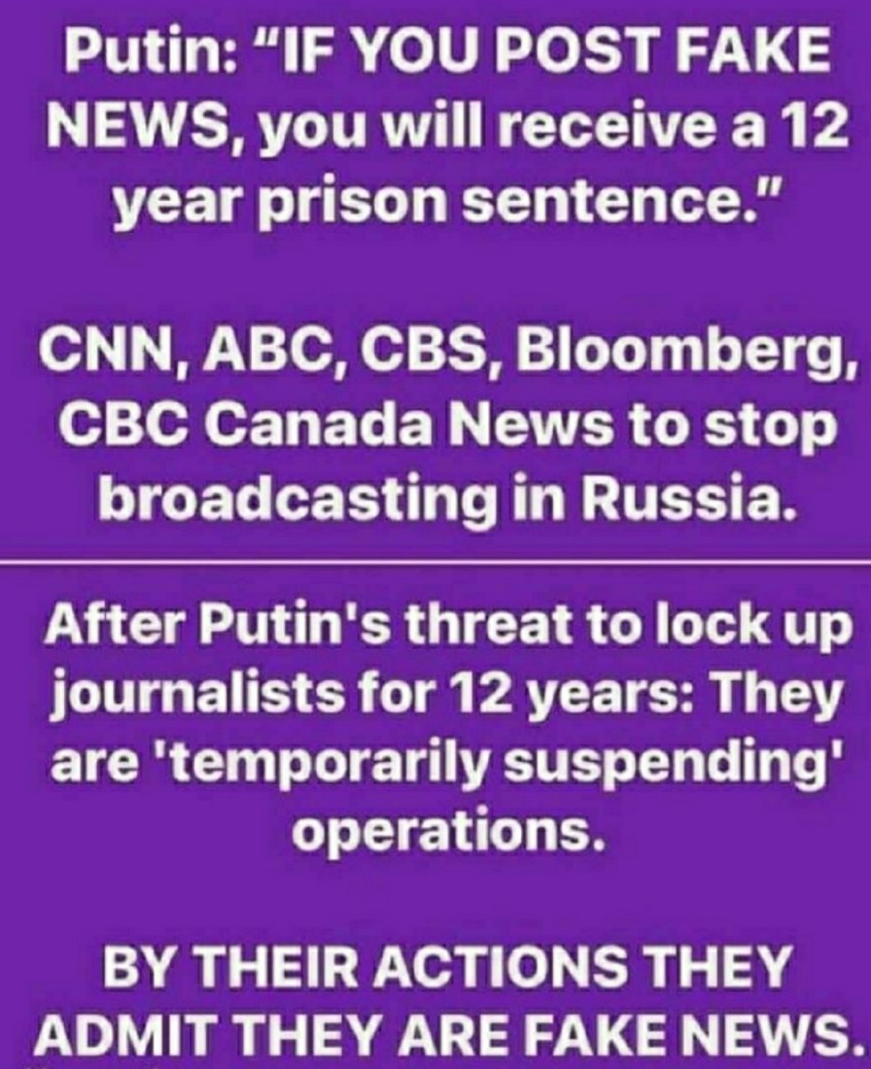 Putin: “IF YOU POST FAKE
NEWS, you will receive a 12
year prison sentence."
CNN, ABC, CBS, Bloomberg,
CBC Canada News to stop
broadcasting in Russia.
After Putin's threat to lock up
journalists for 12 years: They
are 'temporarily suspending'
operations.
BY THEIR ACTIONS THEY
ADMIT THEY ARE FAKE NEWS.